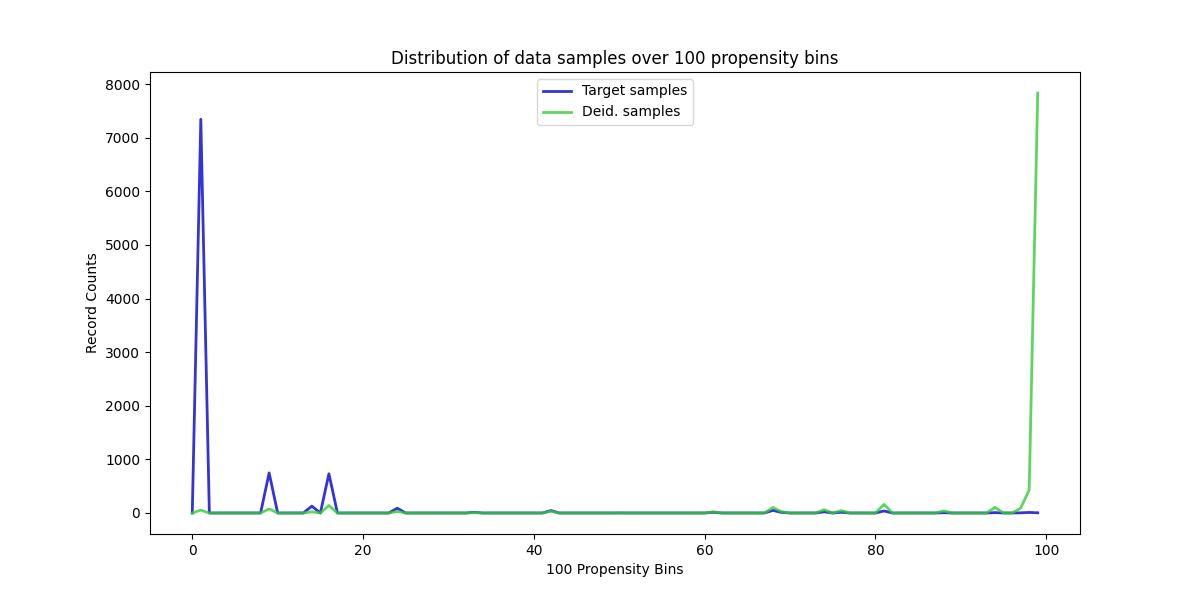 Distribution of data samples over 100 propensity bins
Target samples
Deid. samples
8000
7000
6000
5000
4000
3000
2000
1000
0
Record Counts
0 20 40 60 80 100
100 Propensity Bins